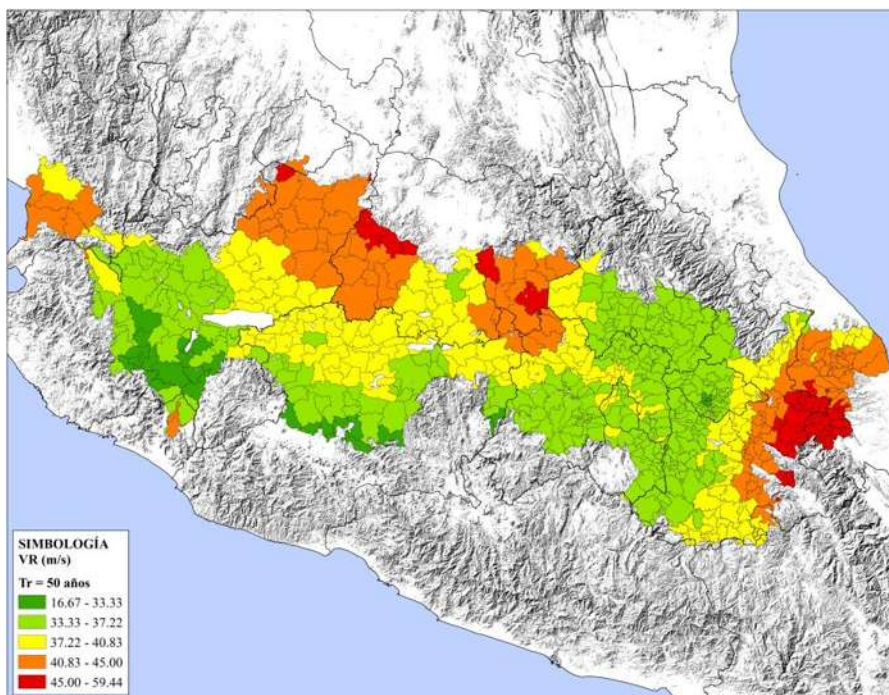 SIMBOLOGÍA
VR (m/s)
Tr = 50 años
16.67 - 33.33
33.33 - 37.22
37.22 - 40.83
40.83 - 45.00
45.00 - 59.44